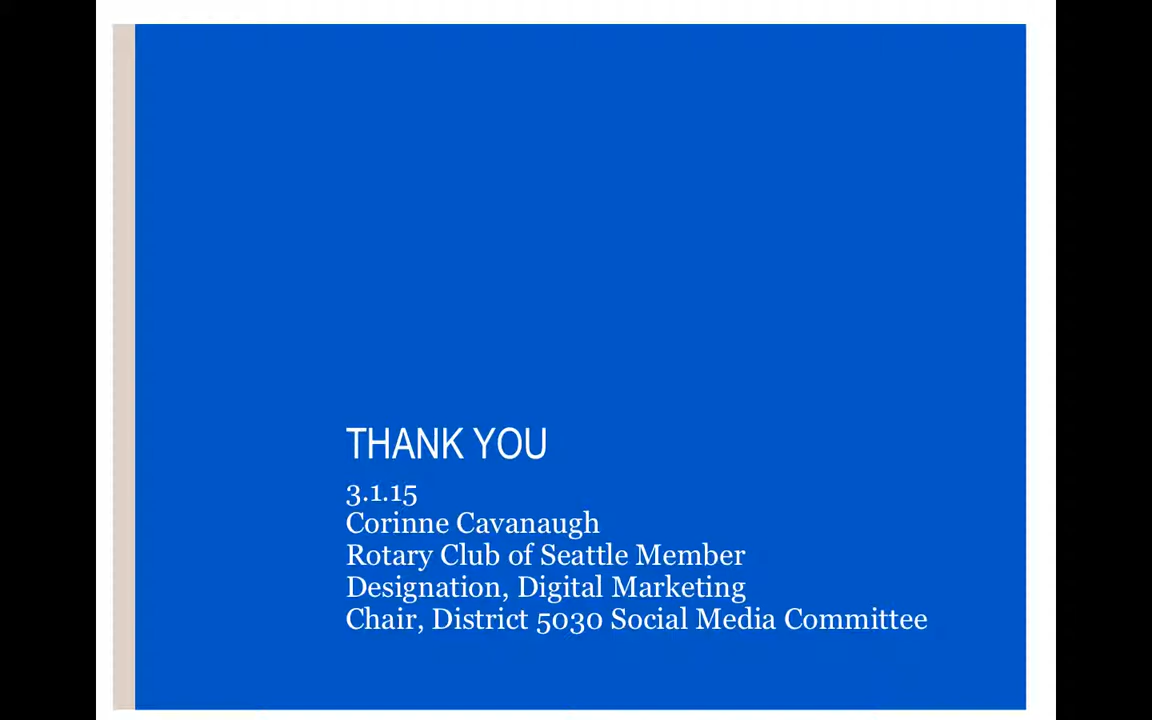 THANK YOU
3.1.15
Corinne Cavanaugh
Rotary Club of Seattle Member
Designation, Digital Marketing
Chair, District 5030 Social Media Committee